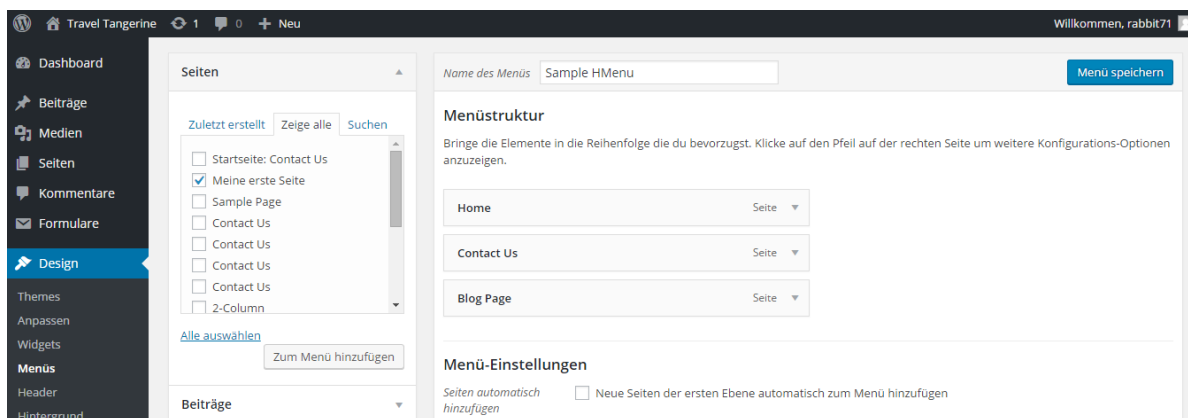 Travel Tangerine 1 0 + Neu Willkommen, rabbit71
Dashboard
Beiträge
Medien
Seiten
Kommentare
Formulare
Design
Themes
Anpassen
Widgets
Menüs
Header
Hintergrund
Seiten
Zuletzt erstellt Zeige alle Suchen
Startseite: Contact Us
Meine erste Seite
Sample Page
Contact Us
Contact Us
Contact Us
Contact Us
2-Column
Alle auswählen
Zum Menü hinzufügen
Beiträge
Name des Menüs Sample HMenu Menü speichern
Menüstruktur
Bringe die Elemente in die Reihenfolge die du bevorzugst. Klicke auf den Pfeil auf der rechten Seite um weitere Konfigurations-Optionen
anzuzeigen.
Home Seite
Contact Us Seite
Blog Page Seite
Menü-Einstellungen
Seiten automatisch
hinzufügen
Neue Seiten der ersten Ebene automatisch zum Menü hinzufügen